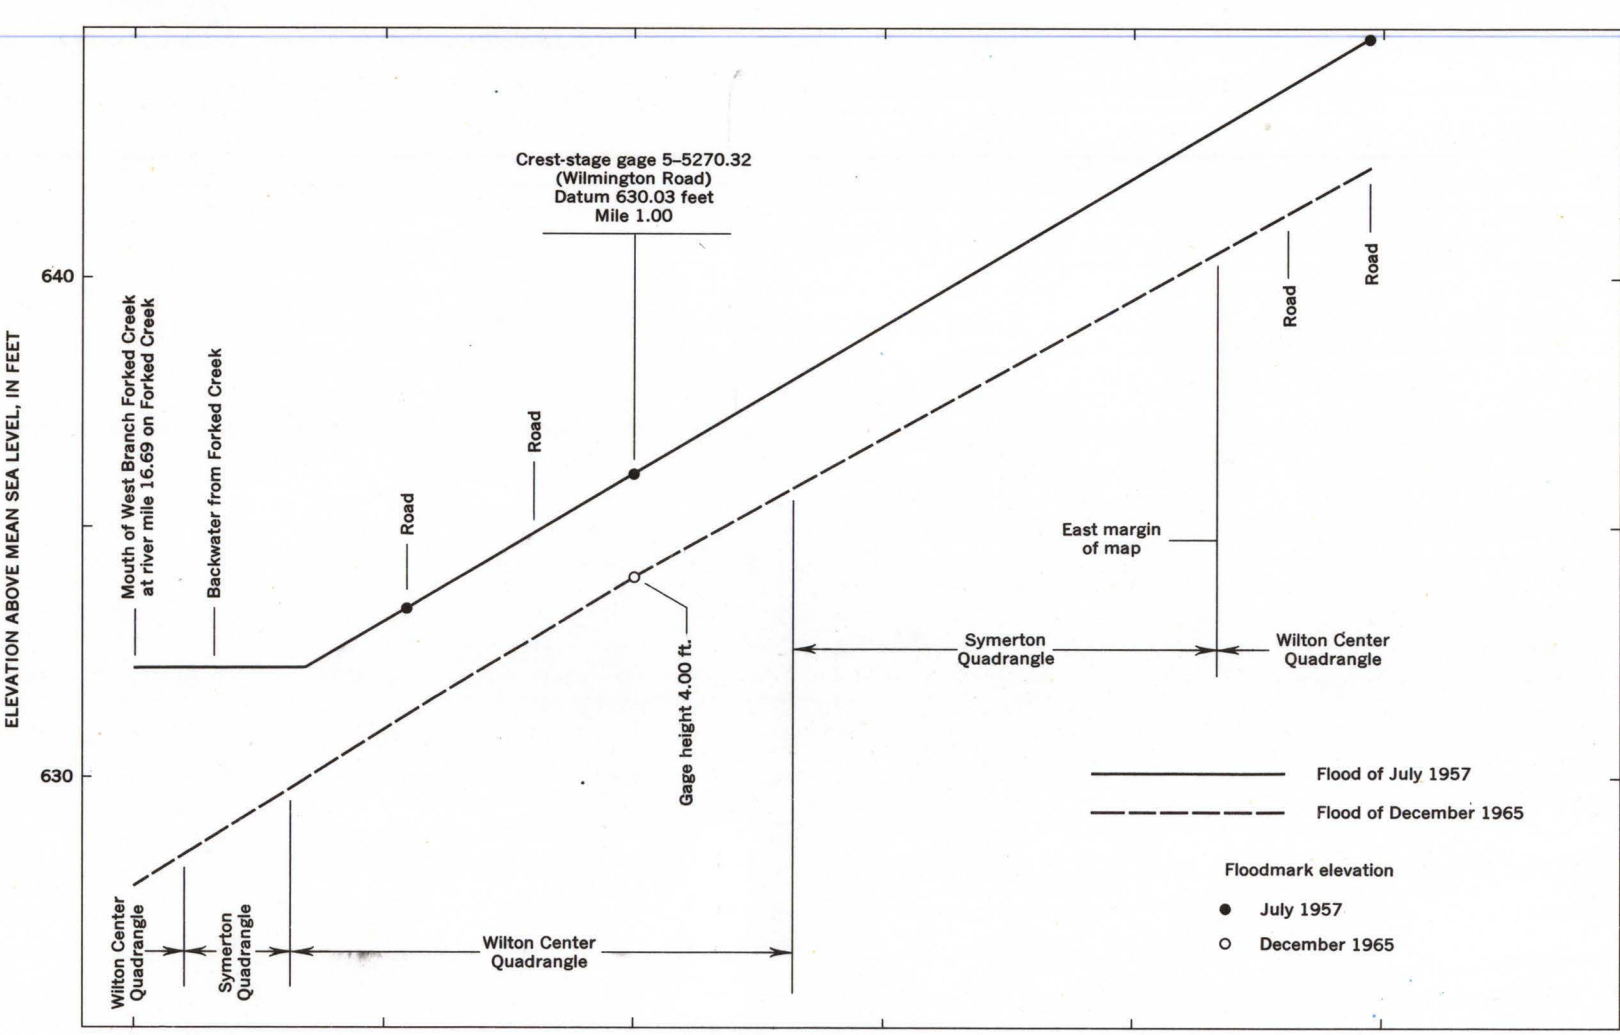 Crest-stage gage 5–5270.32
(Wilmington Road)
Datum 630.03 feet
Mile 1.00
640
630
ELEVATION ABOVE MEAN SEA LEVEL, IN FEET
Mouth of West Branch Forked Creek
at river mile 16.69 on Forked Creek
Backwater from Forked Creek
Road
Road
Road
Road
Gage height 4.00 ft.
East margin
of map
Symerton
Quadrangle
Wilton Center
Quadrangle
Flood of July 1957
Flood of December 1965
Floodmark elevation
July 1957
December 1965
Wilton Center
Quadrangle
Symerton
Quadrangle
Wilton Center
Quadrangle